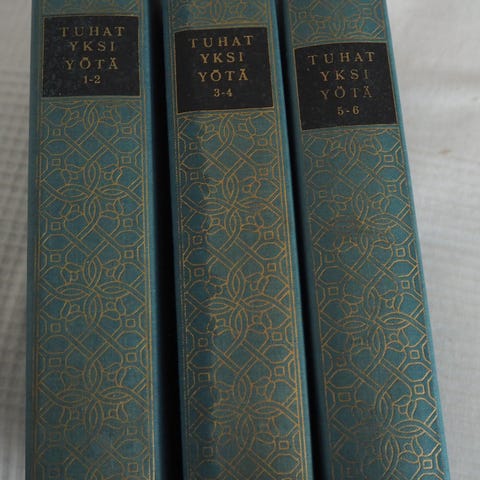 TUHAT
YKSI
YÖTÄ
1-2
TUHAT
YKSI
YÖTÄ
3-4
TUHAT
YKSI
YÖTÄ
5-6